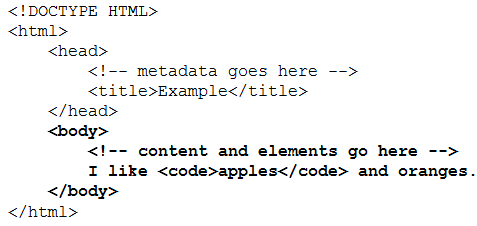 <!DOCTYPE HTML>
<html>
    <head>
        <!-- metadata goes here -->
        <title>Example</title>
    </head>
    <body>
        <!-- content and elements go here -->
        I like <code>apples</code> and oranges.
    </body>
</html>